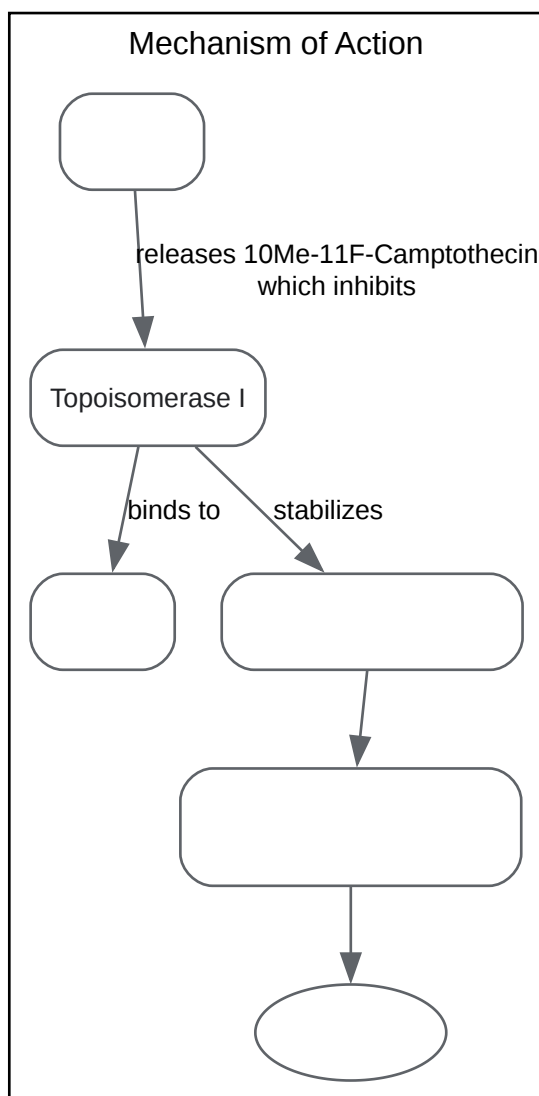 Mechanism of Action
releases 10Me-11F-Camptothecin
which inhibits
Topoisomerase I
binds to
stabilizes